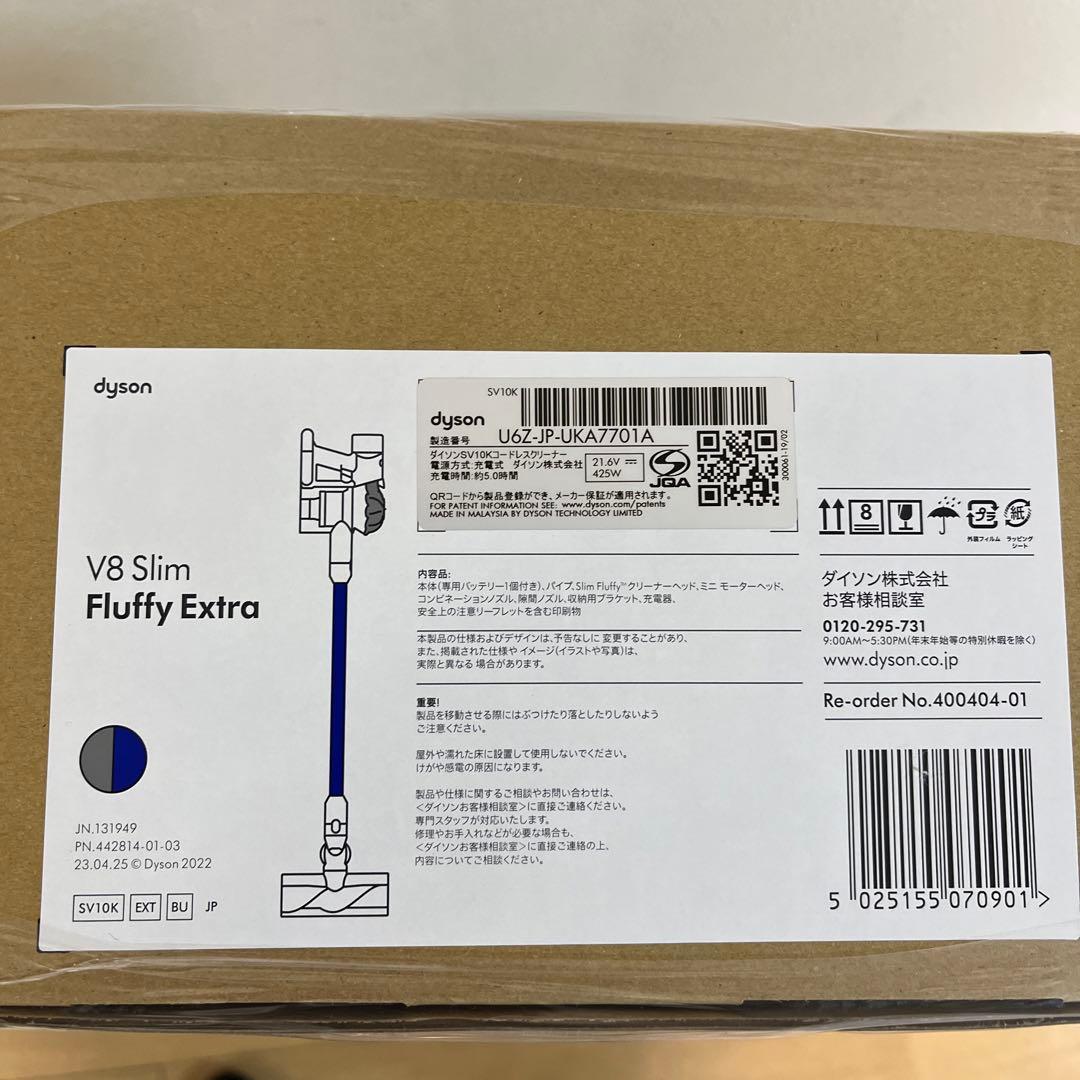 dyson
V8 Slim
Fluffy Extra
JN.131949
PN.442814-01-03
23.04.25 © Dyson 2022
SV10K EXT BU JP
SV10K
dyson
製造番号 U6Z-JP-UKA7701A
ダイソンSV10Kコードレスクリーナー
電源方式:充電式 ダイソン株式会社
充電時間:約5.0時間
21.6V
425W
JQA
300061-19/02
QRコードから製品登録ができ、メーカー保証が適用されます。
FOR PATENT INFORMATION SEE: www.dyson.com/patents
MADE IN MALAYSIA BY DYSON TECHNOLOGY LIMITED
内容品:
本体(専用バッテリー1個付き)、パイプ、Slim Fluffy™クリーナーヘッド、ミニ モーターヘッド、
コンビネーションノズル、隙間ノズル、収納用ブラケット、充電器、
安全上の注意リーフレットを含む印刷物
本製品の仕様およびデザインは、予告なしに 変更することがあり、
また、掲載された仕様や イメージ(イラストや写真)は、
実際と異なる 場合があります。
重要!
製品を移動させる際にはぶつけたり落としたりしないよう
ご注意ください。
屋外や濡れた床に設置して使用しないでください。
けがや感電の原因になります。
製品や仕様に関するご相談やお問い合わせは、
<ダイソンお客様相談室>に直接ご連絡ください。
専門スタッフが対応いたします。
修理やお手入れなどが必要な場合も、
<ダイソンお客様相談室>に直接ご連絡の上、
内容についてご相談ください。
8
プラ
紙
外装フィルム
ラッピング
シート
ダイソン株式会社
お客様相談室
0120-295-731
9:00AM〜5:30PM(年末年始等の特別休暇を除く)
www.dyson.co.jp
Re-order No.400404-01
5 025155 070901 >